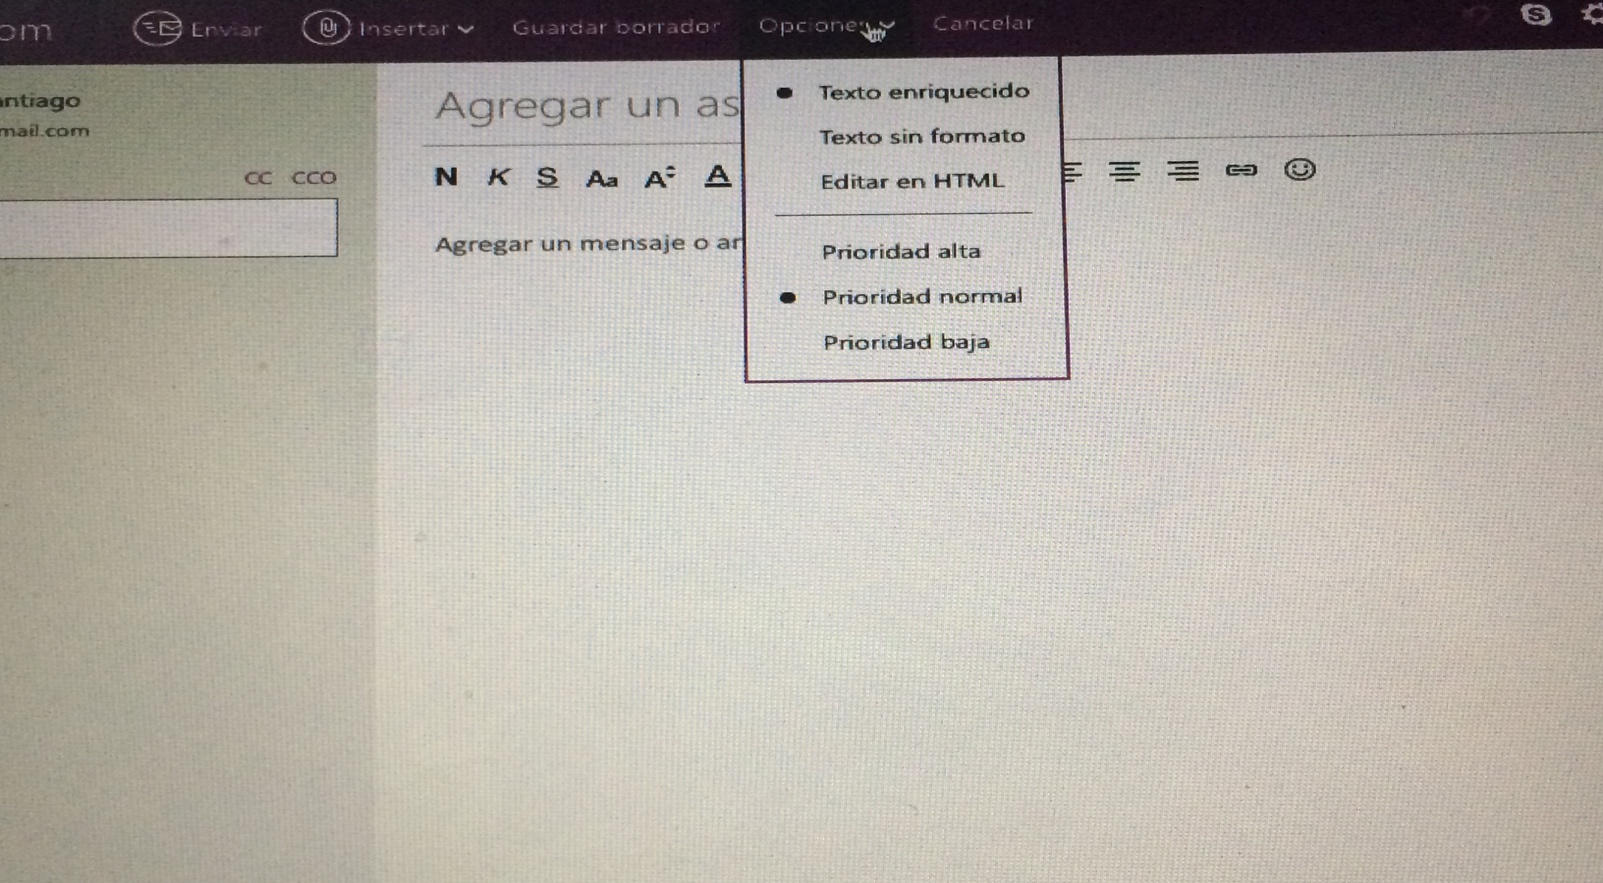 om Enviar Insertar Guardar borrador Opciones Cancelar
ntiago
mail.com
CC CCO
Agregar un as
N K S Aa A A
Agregar un mensaje o ar
Texto enriquecido
Texto sin formato
Editar en HTML
Prioridad alta
Prioridad normal
Prioridad baja